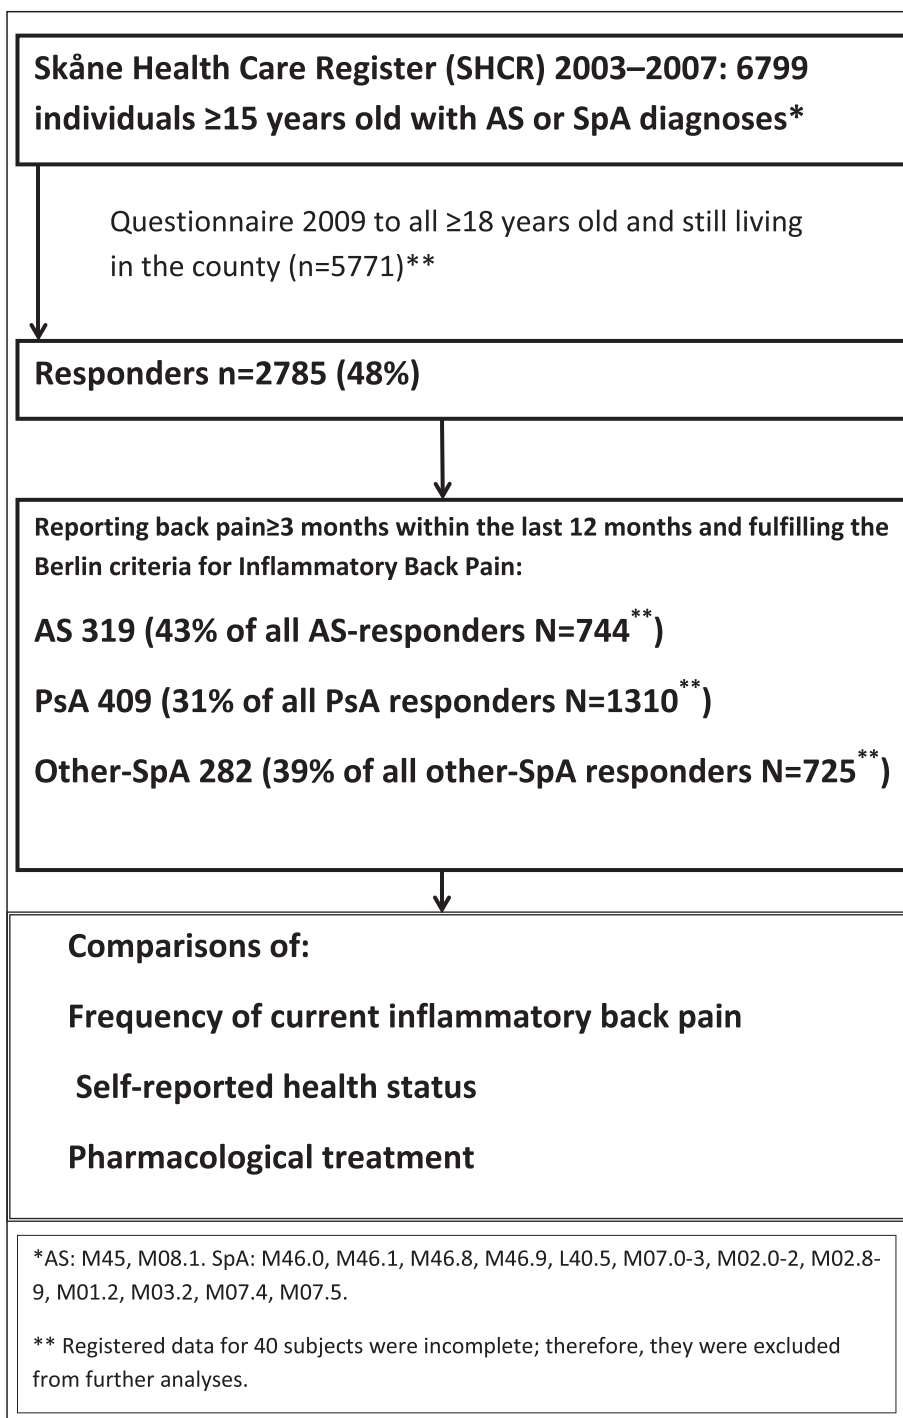 Skåne Health Care Register (SHCR) 2003–2007: 6799
individuals ≥15 years old with AS or SpA diagnoses*
Questionnaire 2009 to all ≥18 years old and still living
in the county (n=5771)**
Responders n=2785 (48%)
Reporting back pain≥3 months within the last 12 months and fulfilling the
Berlin criteria for Inflammatory Back Pain:
AS 319 (43% of all AS-responders N=744**)
PsA 409 (31% of all PsA responders N=1310**)
Other-SpA 282 (39% of all other-SpA responders N=725**)
Comparisons of:
Frequency of current inflammatory back pain
Self-reported health status
Pharmacological treatment
*AS: M45, M08.1. SpA: M46.0, M46.1, M46.8, M46.9, L40.5, M07.0-3, M02.0-2, M02.8-
9, M01.2, M03.2, M07.4, M07.5.
** Registered data for 40 subjects were incomplete; therefore, they were excluded
from further analyses.